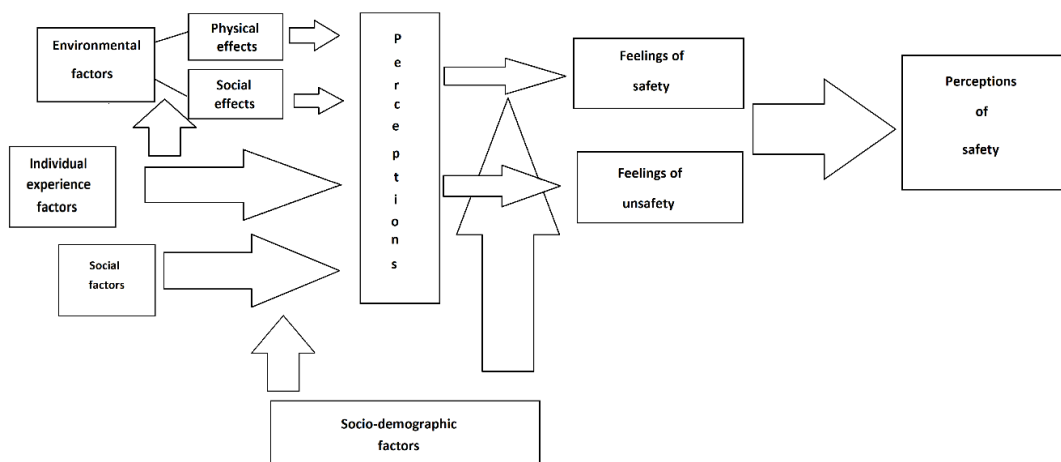 Environmental
factors
Physical
effects
Social
effects
Individual
experience
factors
Social
factors
Perceptions
Feelings of
safety
Feelings of
unsafety
Perceptions
of
safety
Socio-demographic
factors